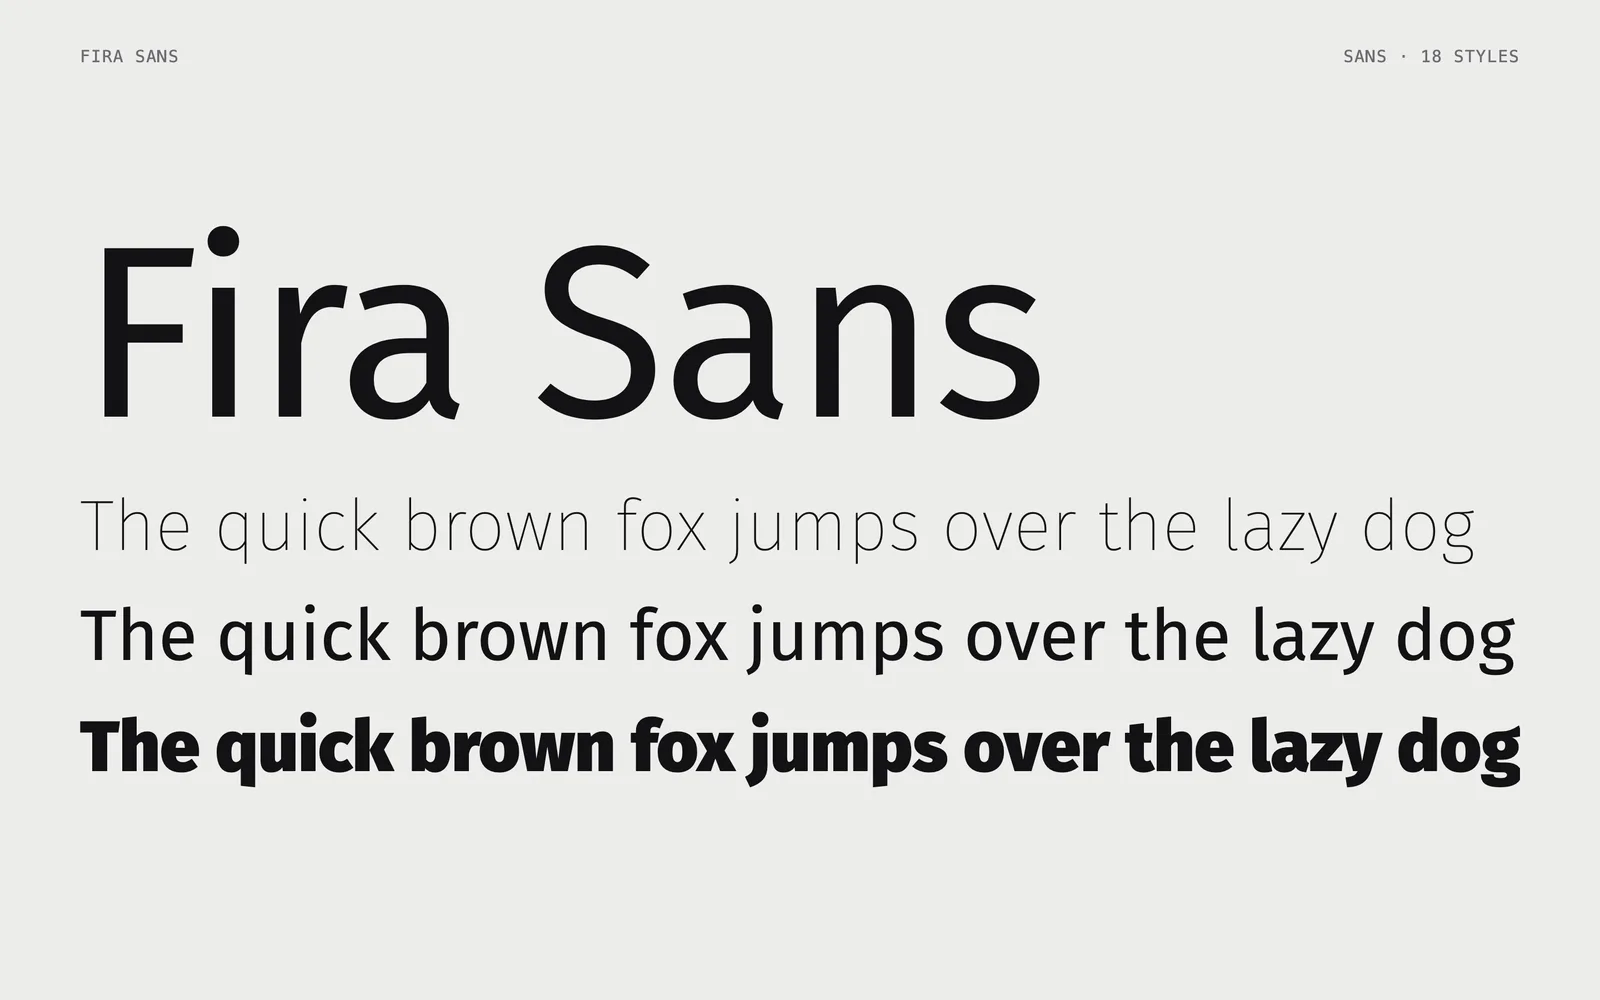 FIRA SANS
SANS · 18 STYLES
Fira Sans
The quick brown fox jumps over the lazy dog
The quick brown fox jumps over the lazy dog
The quick brown fox jumps over the lazy dog